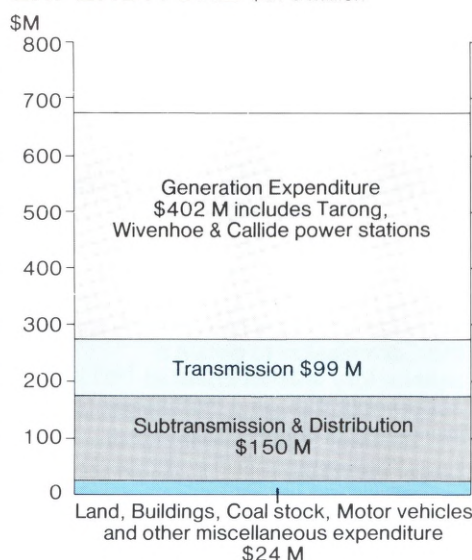 $M
800
700
600
500
400
300
200
100
0
Generation Expenditure
$402 M includes Tarong,
Wivenhoe & Callide power stations
Transmission $99 M
Subtransmission & Distribution
$150 M
Land, Buildings, Coal stock, Motor vehicles
and other miscellaneous expenditure
$24 M